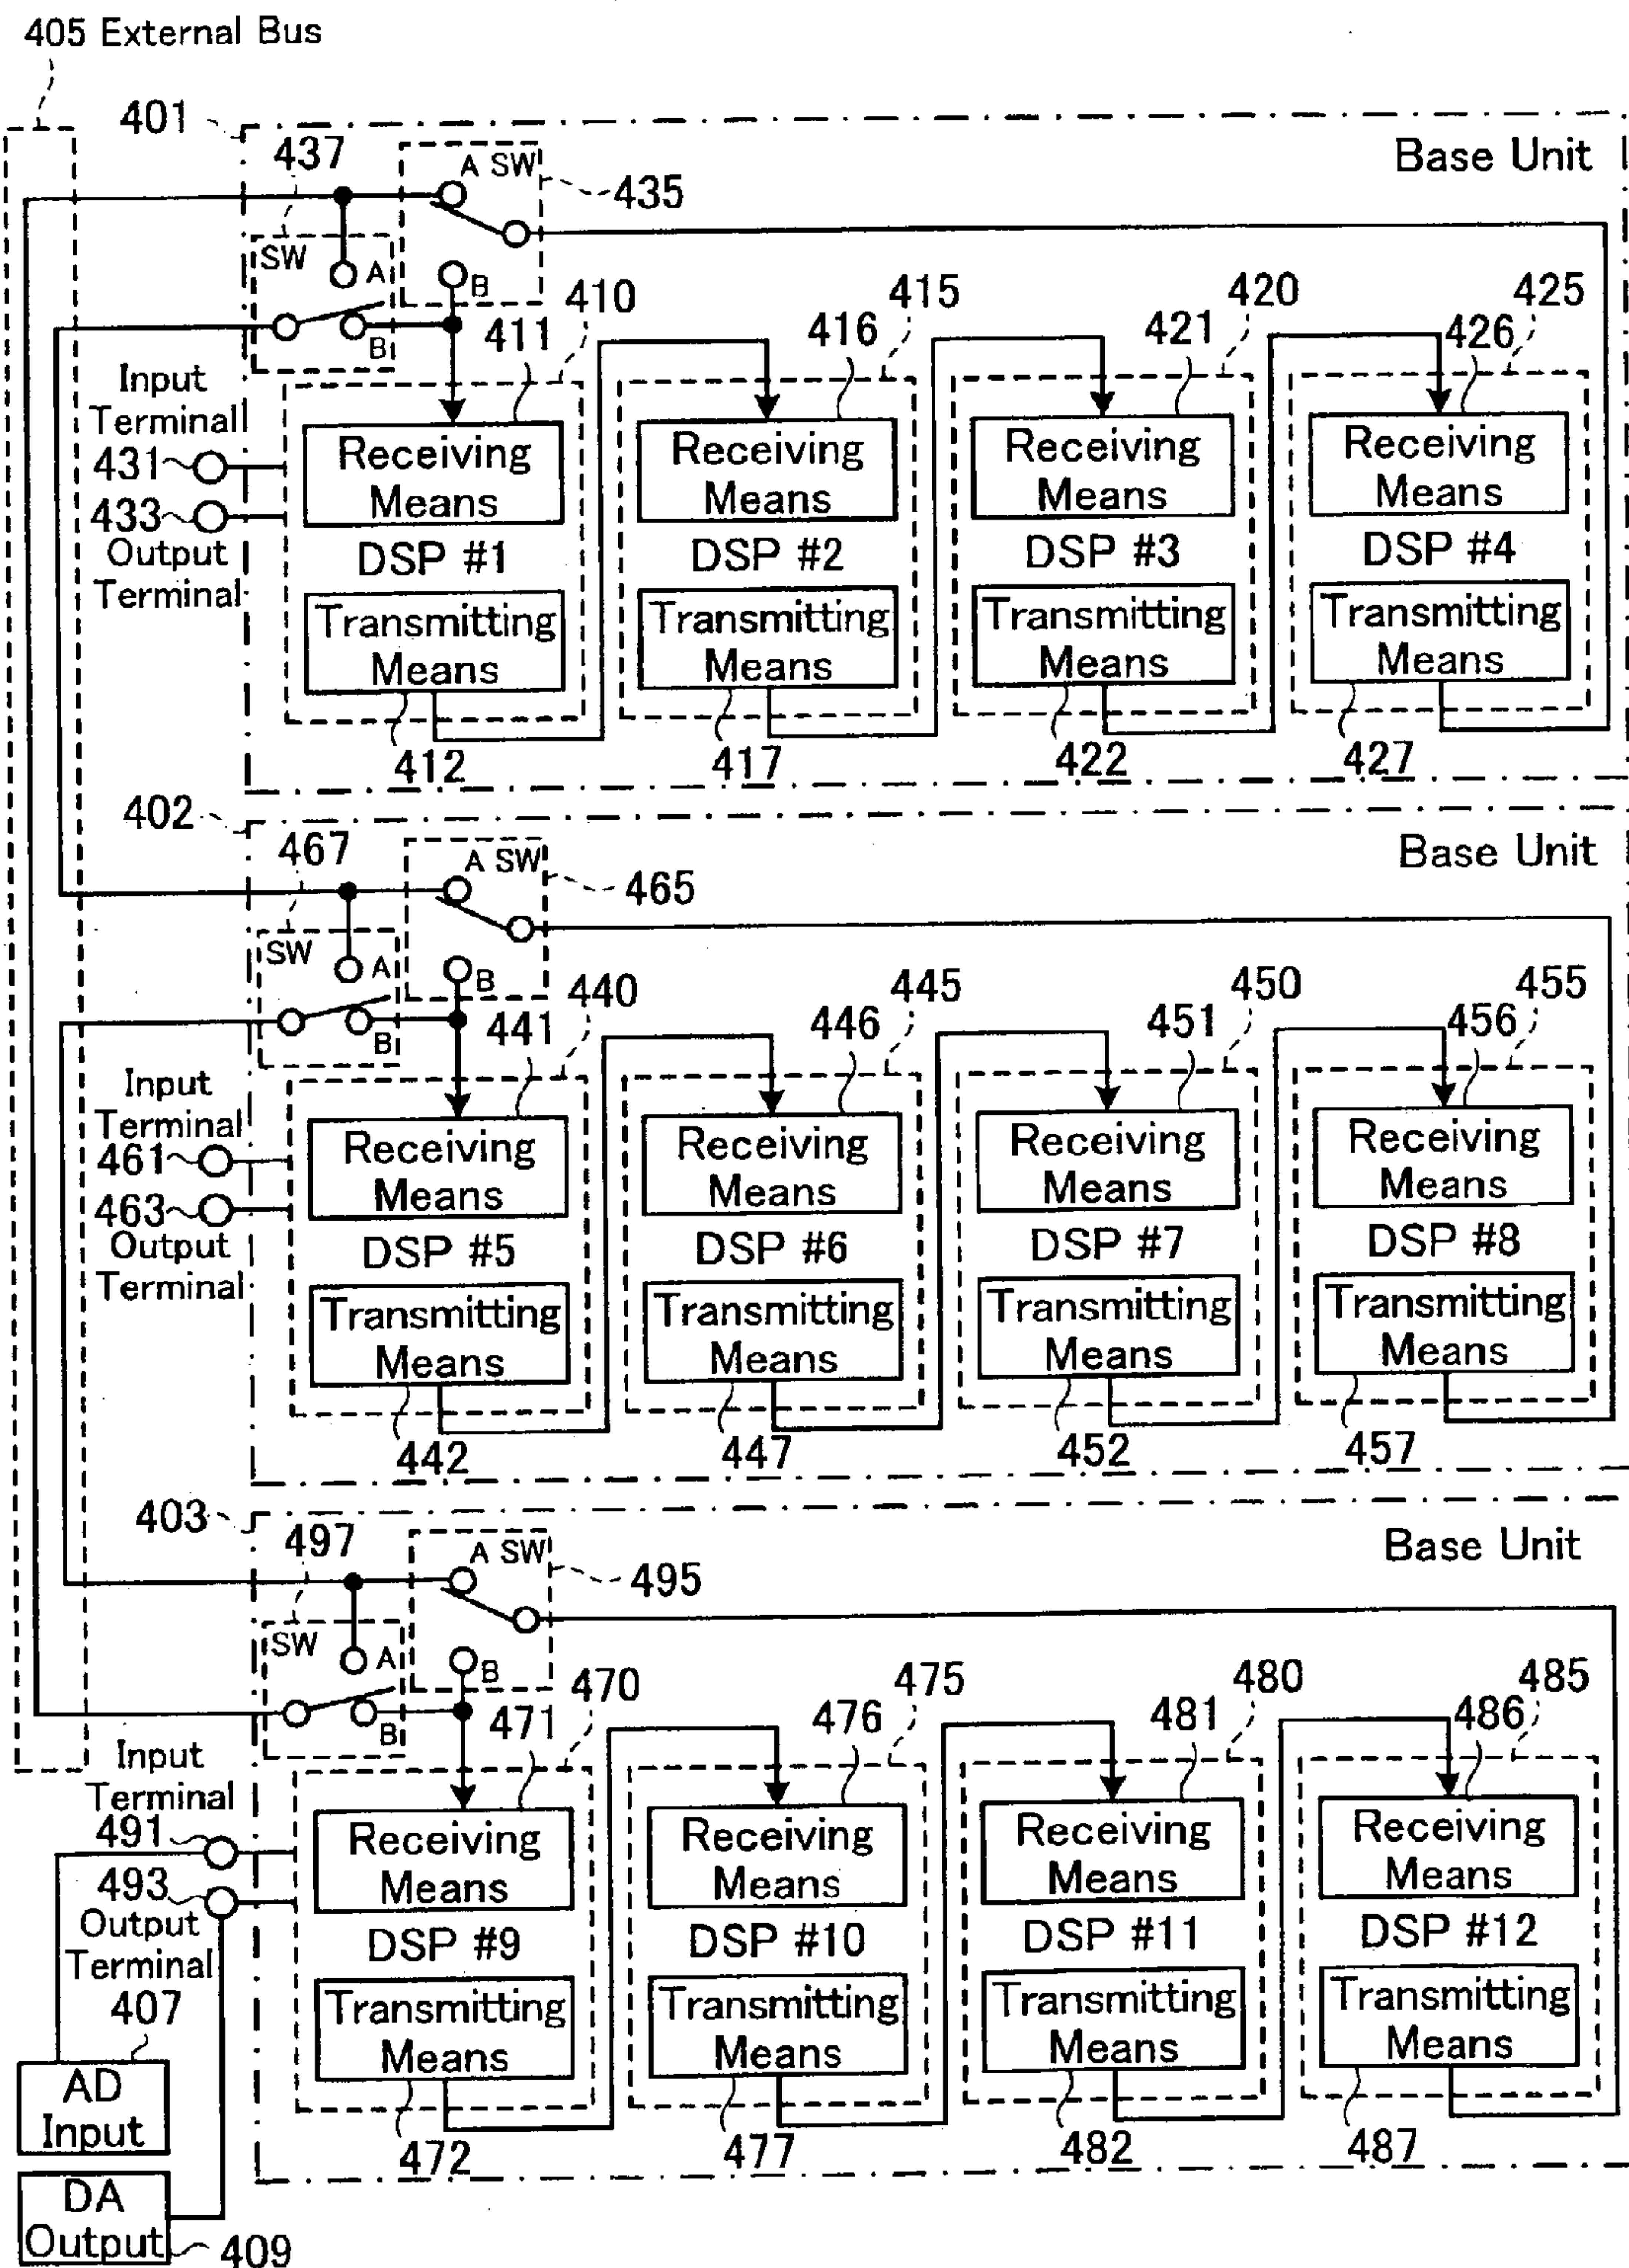 405 External Bus
401
437
A SW
435
Base Unit
SW
A
B
B
410
411
415
416
420
421
425
426
Input
Terminall
431
433
Output
Terminal
Receiving
Means
DSP #1
Transmitting
Means
412
Receiving
Means
DSP #2
Transmitting
Means
417
Receiving
Means
DSP #3
Transmitting
Means
422
Receiving
Means
DSP #4
Transmitting
Means
427
402
467
A SW
465
Base Unit
SW
A
B
B
440
441
445
446
450
451
455
456
Input
Terminal
461
463
Output
Terminal
Receiving
Means
DSP #5
Transmitting
Means
442
Receiving
Means
DSP #6
Transmitting
Means
447
Receiving
Means
DSP #7
Transmitting
Means
452
Receiving
Means
DSP #8
Transmitting
Means
457
403
497
A SW
495
Base Unit
SW
A
B
B
470
471
475
476
480
481
485
486
Input
Terminal
491
493
Output
Terminal
Receiving
Means
DSP #9
Transmitting
Means
472
Receiving
Means
DSP #10
Transmitting
Means
477
Receiving
Means
DSP #11
Transmitting
Means
482
Receiving
Means
DSP #12
Transmitting
Means
487
407
AD
Input
DA
Output
409